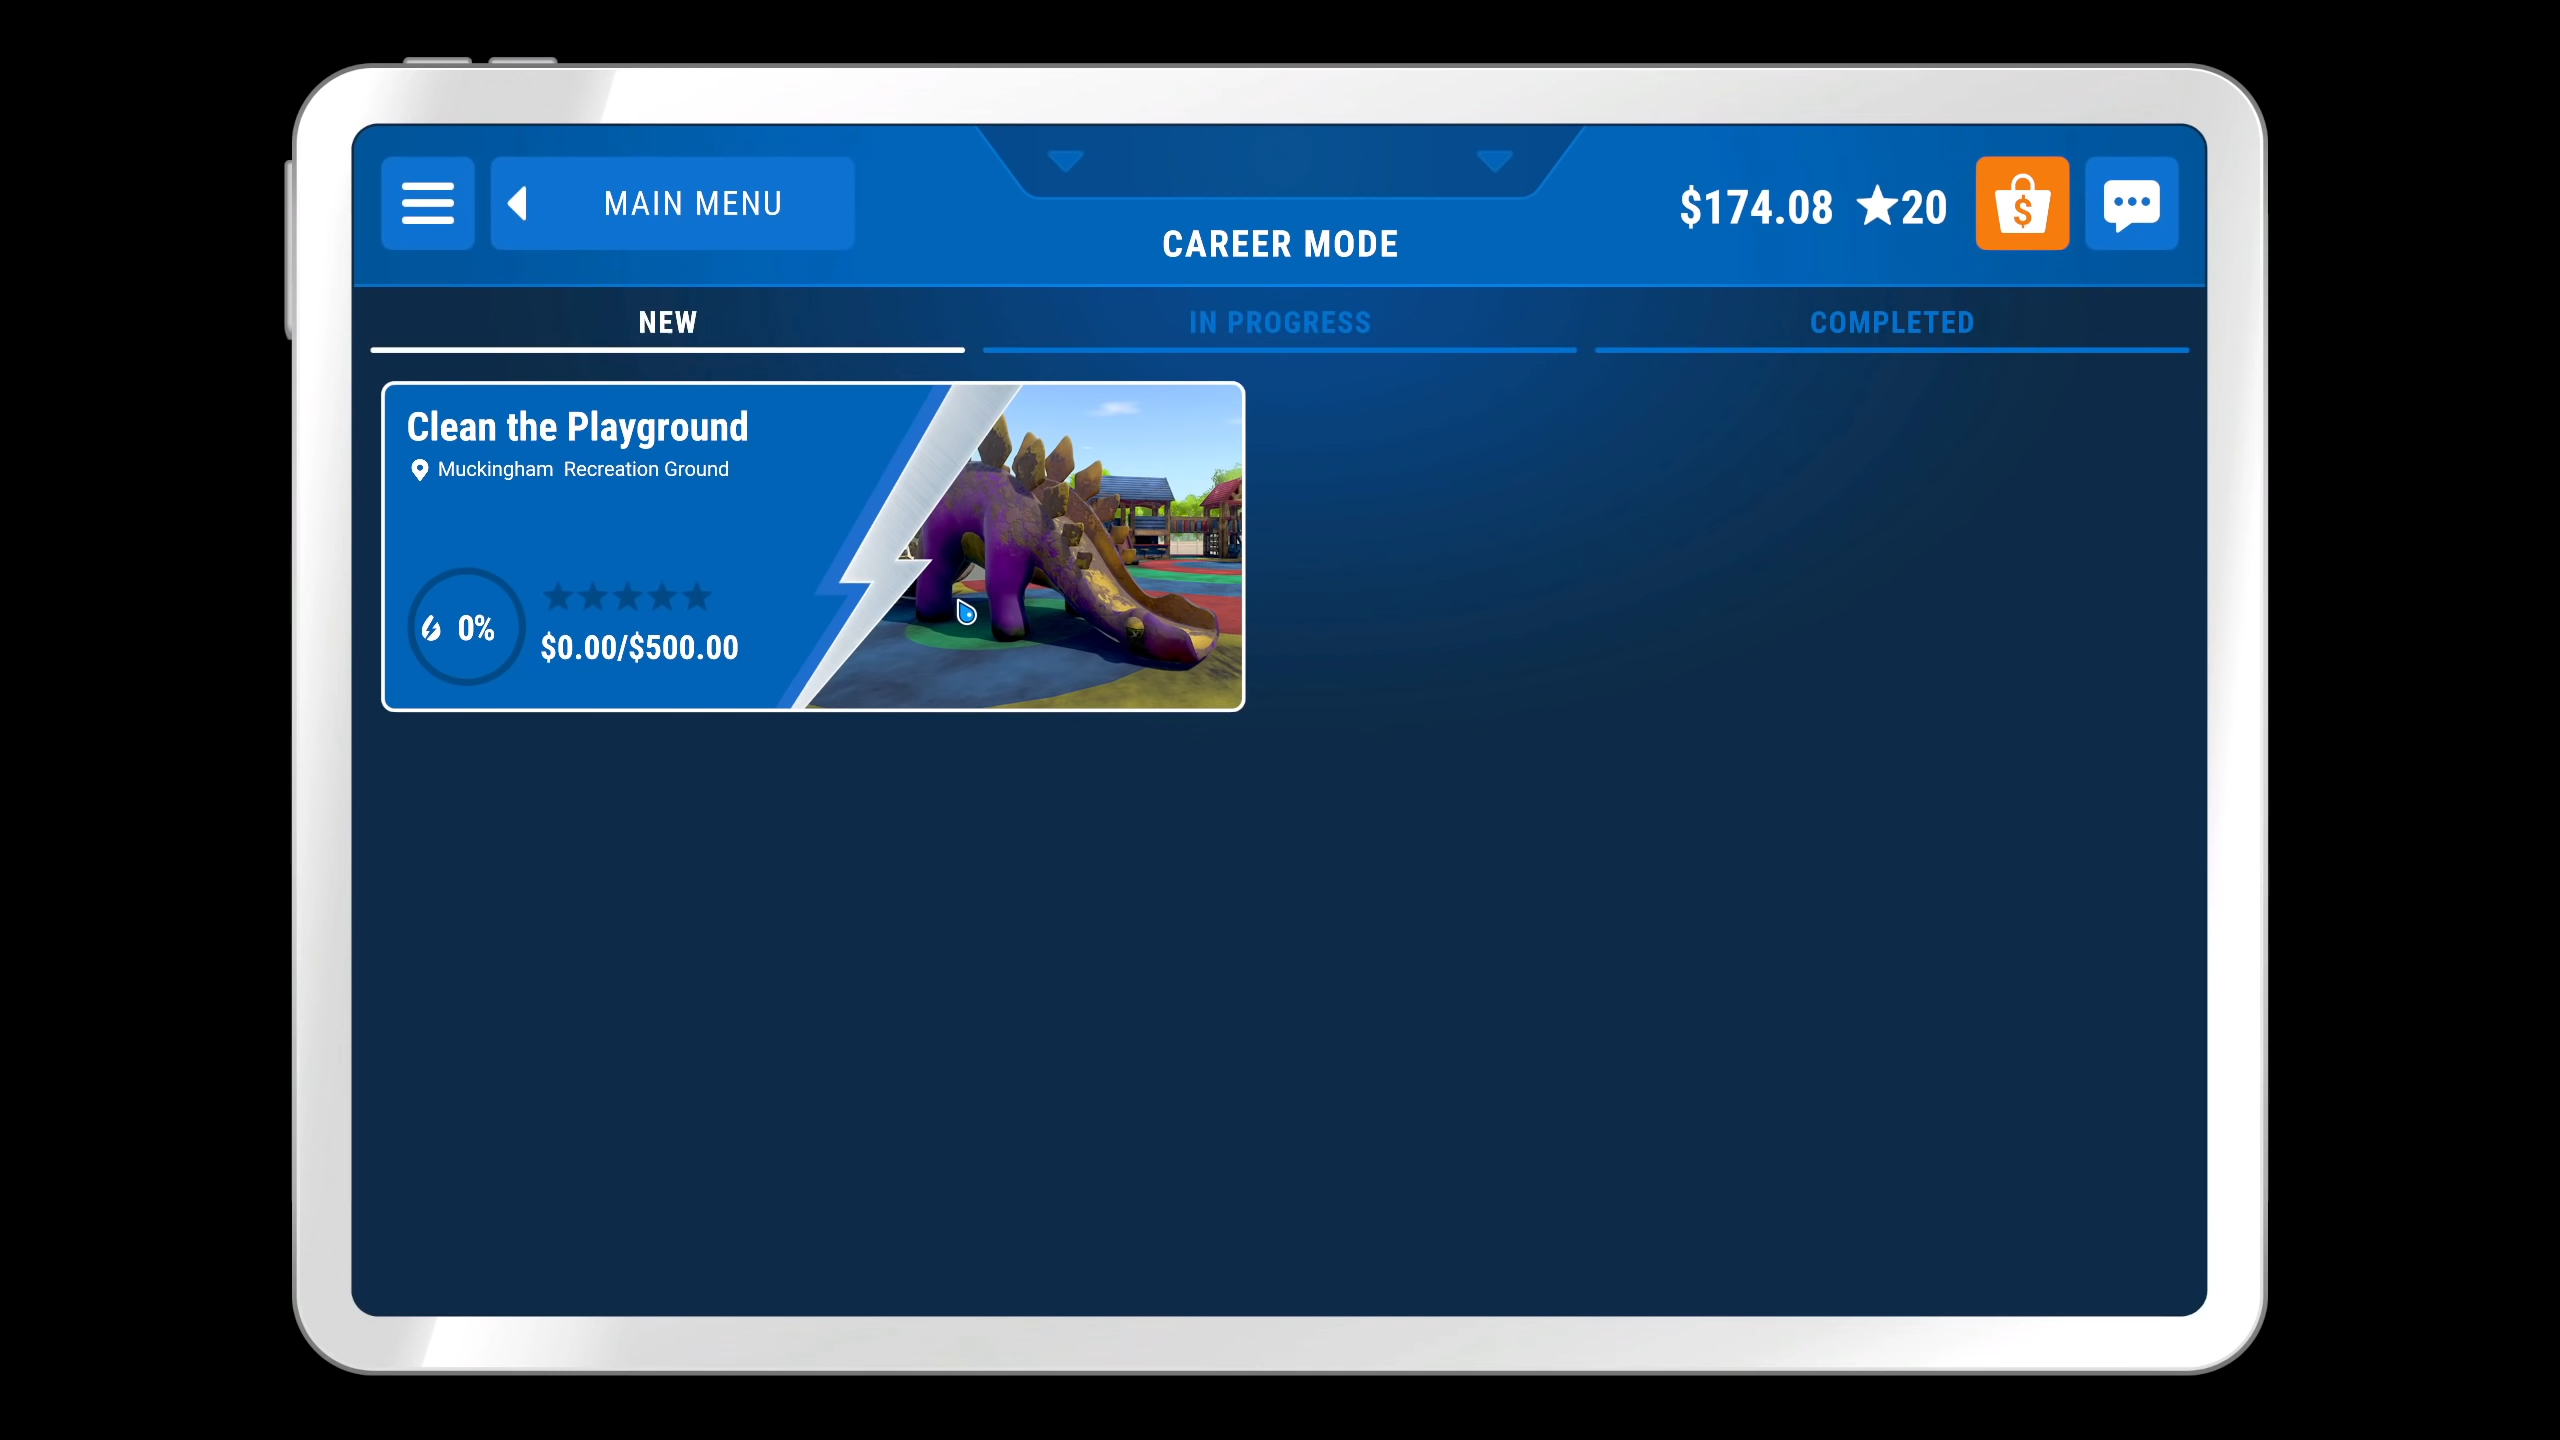 MAIN MENU
CAREER MODE
$174.08 ★20
$
NEW
IN PROGRESS
COMPLETED
Clean the Playground
Muckingham Recreation Ground
0%
$0.00/$500.00